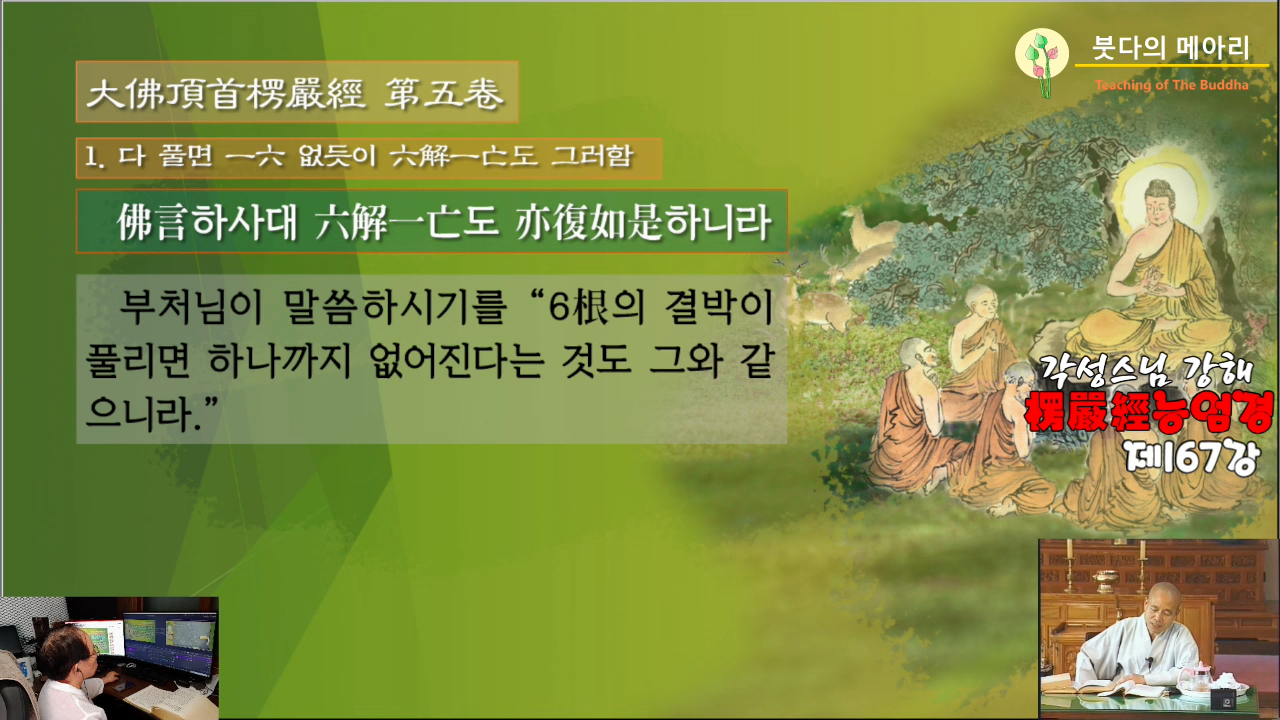 大佛頂首楞嚴經 第五卷
1. 다 풀면 一六 없듯이 六解一亡도 그러함
佛言하사대 六解一亡도 亦復如是하니라
부처님이 말씀하시기를 “6根의 결박이
풀리면 하나까지 없어진다는 것도 그와 같
으니라.”
붓다의 메아리
Teaching of The Buddha
각성스님 강해
楞嚴經능엄경
제167강